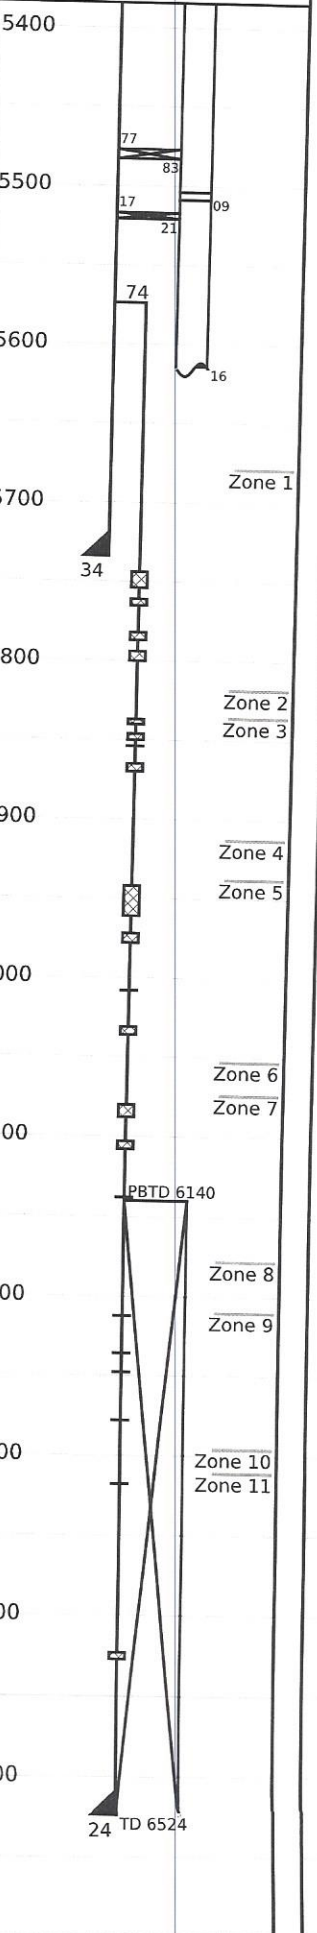 5400
77
83
5500
17
09
21
74
5600
16
Zone 1
5700
34
800
Zone 2
Zone 3
900
Zone 4
Zone 5
000
Zone 6
Zone 7
00
PBTD 6140
Zone 8
00
Zone 9
00
Zone 10
Zone 11
00
00
24 TD 6524